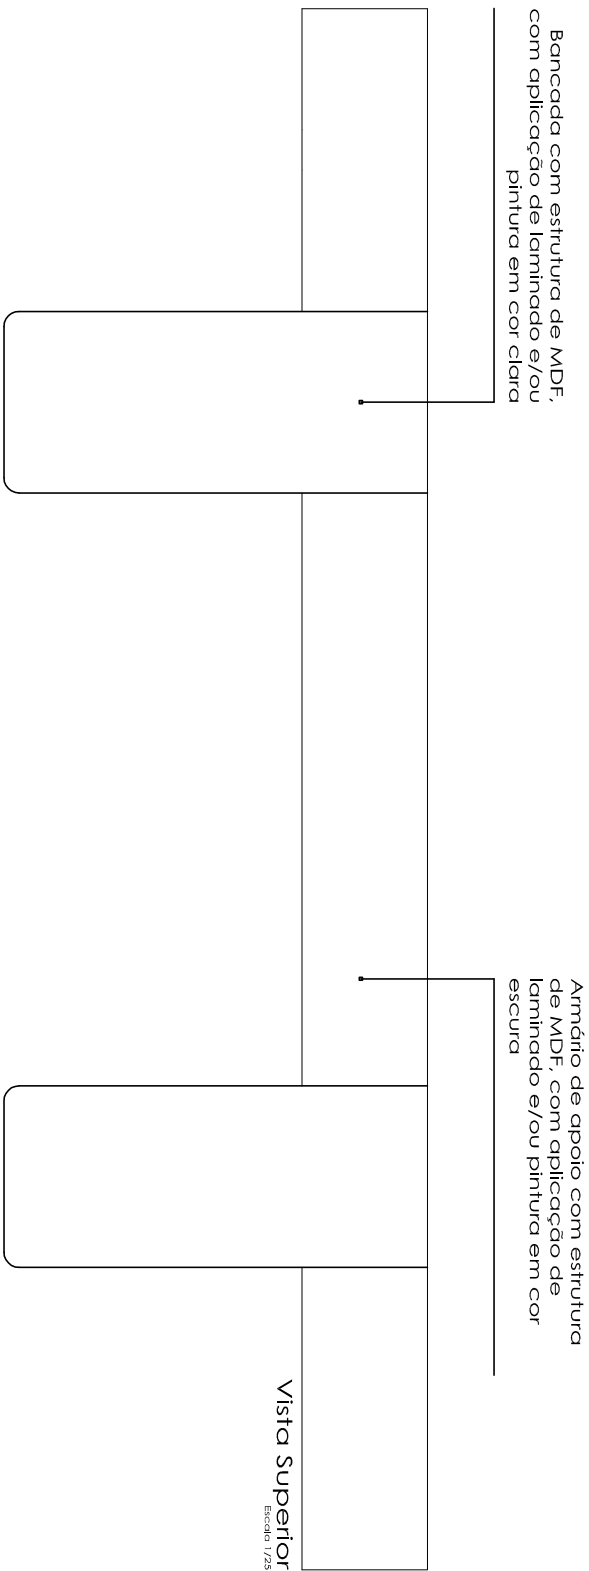 Bancada com estrutura de MDF,
com aplicação de laminado e/ou
pintura em cor clara
Armário de apoio com estrutura
de MDF, com aplicação de
laminado e/ou pintura em cor
escura
Vista Superior
Escala 1/25